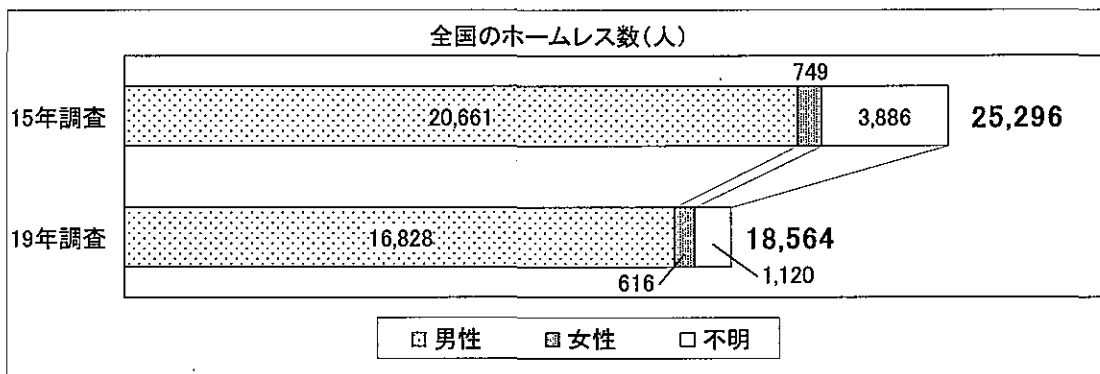 全国のホームレス数(人)
749
15年調査 20,661 3,886 25,296
19年調査 16,828 18,564
616 1,120
男性 女性 不明